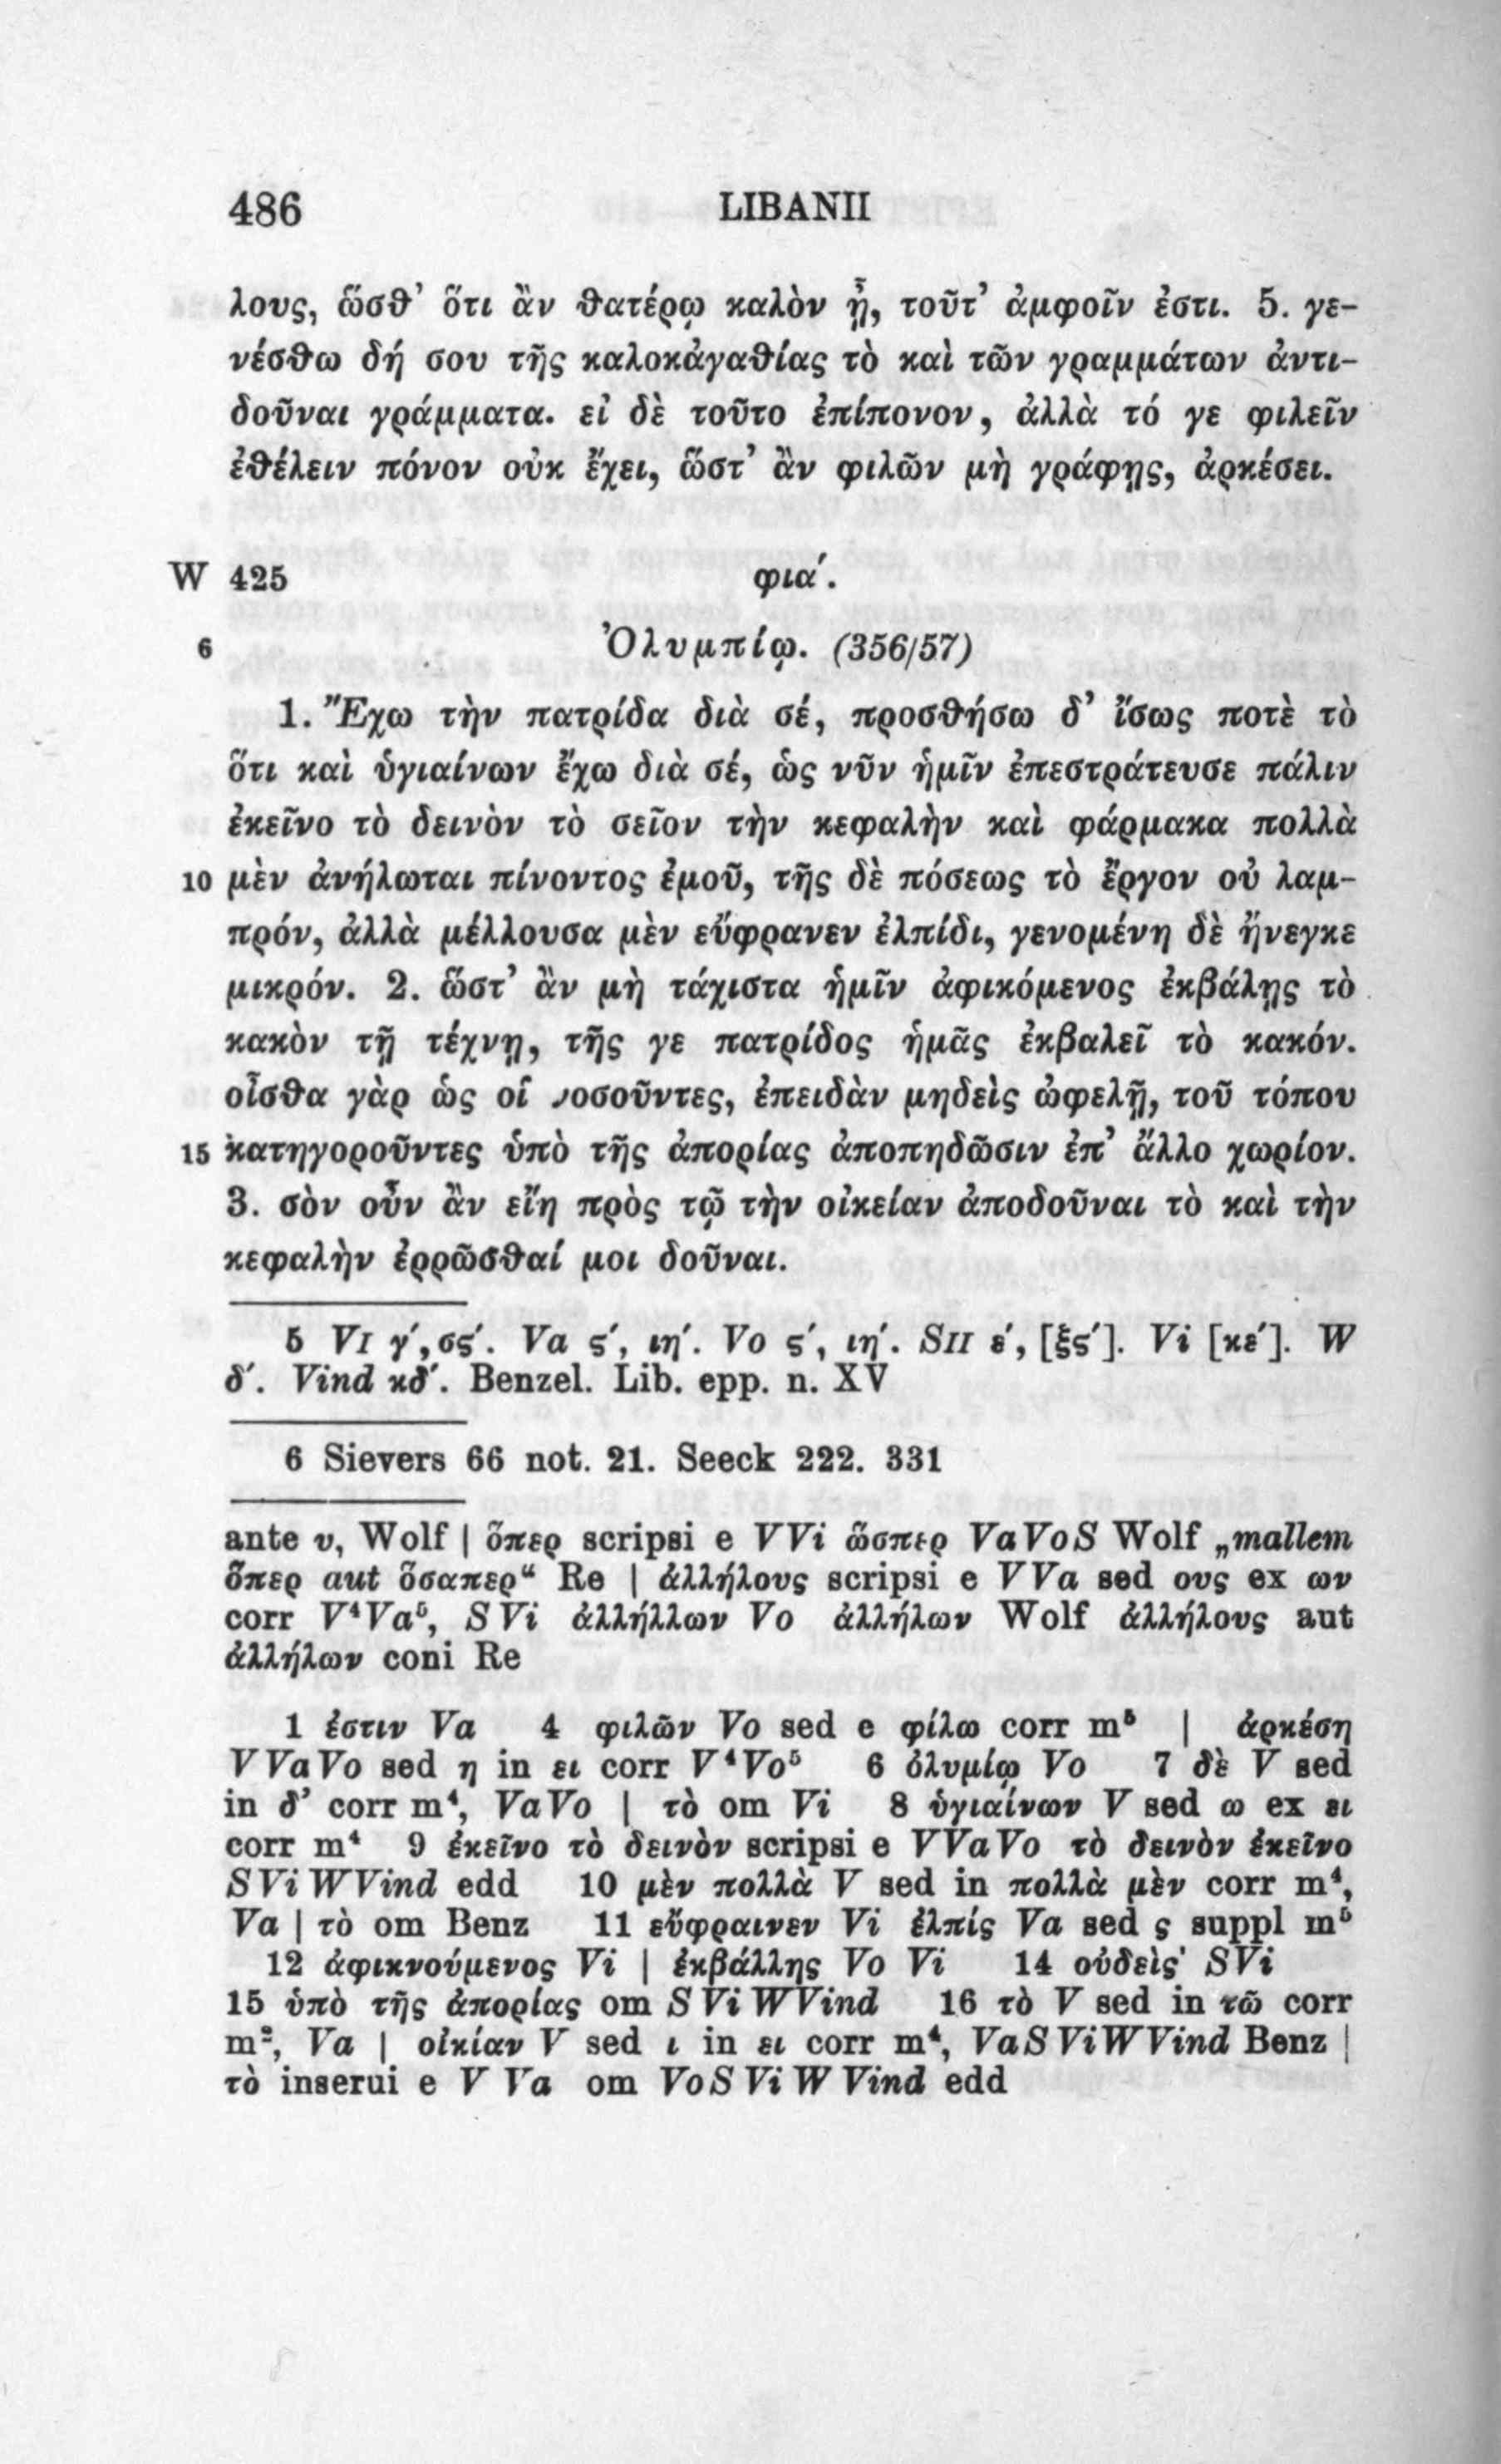 486 LIBANII
λους, ὥσθ’ ὅτι ἂν θατέρῳ καλὸν ᾖ, τοῦτ’ ἀμφοῖν ἐστι. 5. γε-
νέσθω δή σου τῆς καλοκἀγαθίας τὸ καὶ τῶν γραμμάτων ἀντι-
δοῦναι γράμματα. εἰ δὲ τοῦτο ἐπίπονον, ἀλλὰ τό γε φιλεῖν
ἐθέλειν πόνον οὐκ ἔχει, ὥστ’ ἂν φιλῶν μὴ γράφῃς, ἀρκέσει.
W 425 φια΄.
6 Ὀλυμπίῳ. (356/57)
1. Ἔχω τὴν πατρίδα διὰ σέ, προσθήσω δ’ ἴσως ποτὲ τὸ
ὅτι καὶ ὑγιαίνων ἔχω διὰ σέ, ὡς νῦν ἡμῖν ἐπεστράτευσε πάλιν
ἐκεῖνο τὸ δεινὸν τὸ σεῖον τὴν κεφαλὴν καὶ φάρμακα πολλὰ
10 μὲν ἀνήλωται πίνοντος ἐμοῦ, τῆς δὲ πόσεως τὸ ἔργον οὐ λαμ-
πρόν, ἀλλὰ μέλλουσα μὲν εὔφρανεν ἐλπίδι, γενομένη δὲ ἤνεγκε
μικρόν. 2. ὥστ’ ἂν μὴ τάχιστα ἡμῖν ἀφικόμενος ἐκβάλῃς τὸ
κακὸν τῇ τέχνῃ, τῆς γε πατρίδος ἡμᾶς ἐκβαλεῖ τὸ κακόν.
οἶσθα γὰρ ὡς οἱ νοσοῦντες, ἐπειδὰν μηδεὶς ὠφελῇ, τοῦ τόπου
15 κατηγοροῦντες ὑπὸ τῆς ἀπορίας ἀποπηδῶσιν ἐπ’ ἄλλο χωρίον.
3. σὸν οὖν ἂν εἴη πρὸς τῷ τὴν οἰκείαν ἀποδοῦναι τὸ καὶ τὴν
κεφαλὴν ἐρρῶσθαί μοι δοῦναι.
5 VI γ΄, σϛ΄. Va ϛ΄, ιη΄. Vo ϛ΄, ιη΄. SII ε΄, [ξϛ΄]. Vi [κε΄]. W
δ΄. Vind κδ΄. Benzel. Lib. epp. n. XV
6 Sievers 66 not. 21. Seeck 222. 331
ante υ, Wolf | ὅπερ scripsi e VVi ὥσπερ VaVoS Wolf „mallem
ὅπερ aut ὅσαπερ“ Re | ἀλλήλους scripsi e VVa sed ους ex ων
corr V⁴Va⁵, SVi ἀλλήλλων Vo ἀλλήλων Wolf ἀλλήλους aut
ἀλλήλων coni Re
1 ἐστιν Va 4 φιλῶν Vo sed e φίλω corr m⁵ | ἀρκέση
VVaVo sed η in ει corr V⁴Vo⁵ 6 ὀλυμίῳ Vo 7 δὲ V sed
in δ’ corr m⁴, VaVo | τὸ om Vi 8 ὑγιαίνων V sed ω ex ει
corr m⁴ 9 ἐκεῖνο τὸ δεινὸν scripsi e VVaVo τὸ δεινὸν ἐκεῖνο
SViWVind edd 10 μὲν πολλὰ V sed in πολλὰ μὲν corr m⁴,
Va | τὸ om Benz 11 εὔφραινεν Vi ἐλπίς Va sed ς suppl m⁵
12 ἀφικνούμενος Vi | ἐκβάλλης Vo Vi 14 οὐδεὶς SVi
15 ὑπὸ τῆς ἀπορίας om SViWVind 16 τὸ V sed in τῶ corr
m², Va | οἰκίαν V sed ι in ει corr m⁴, VaSViWVind Benz |
τὸ inserui e V Va om VoSViWVind edd